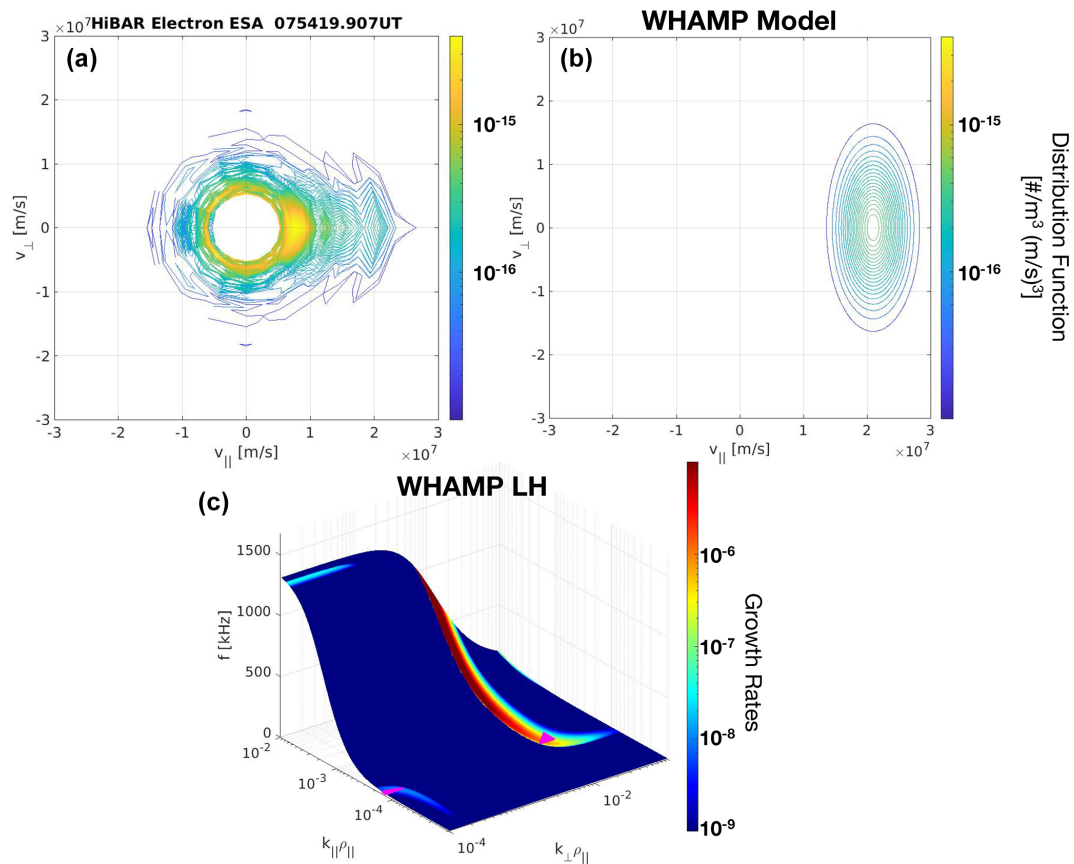 ×10⁷HiBAR Electron ESA 075419.907UT
(a)
3
2
1
0
-1
-2
-3
v⊥ [m/s]
-3 -2 -1 0 1 2 3
v|| [m/s]
×10⁷
10⁻¹⁵
10⁻¹⁶
WHAMP Model
×10⁷
(b)
3
2
1
0
-1
-2
-3
v⊥ [m/s]
-3 -2 -1 0 1 2 3
v|| [m/s]
×10⁷
10⁻¹⁵
10⁻¹⁶
Distribution Function
[#/m³ (m/s)³]
(c)
WHAMP LH
1500
1000
500
0
f [kHz]
10⁻²
10⁻³
10⁻⁴
k||ρ||
10⁻⁴
10⁻²
k⊥ρ||
10⁻⁶
10⁻⁷
10⁻⁸
10⁻⁹
Growth Rates